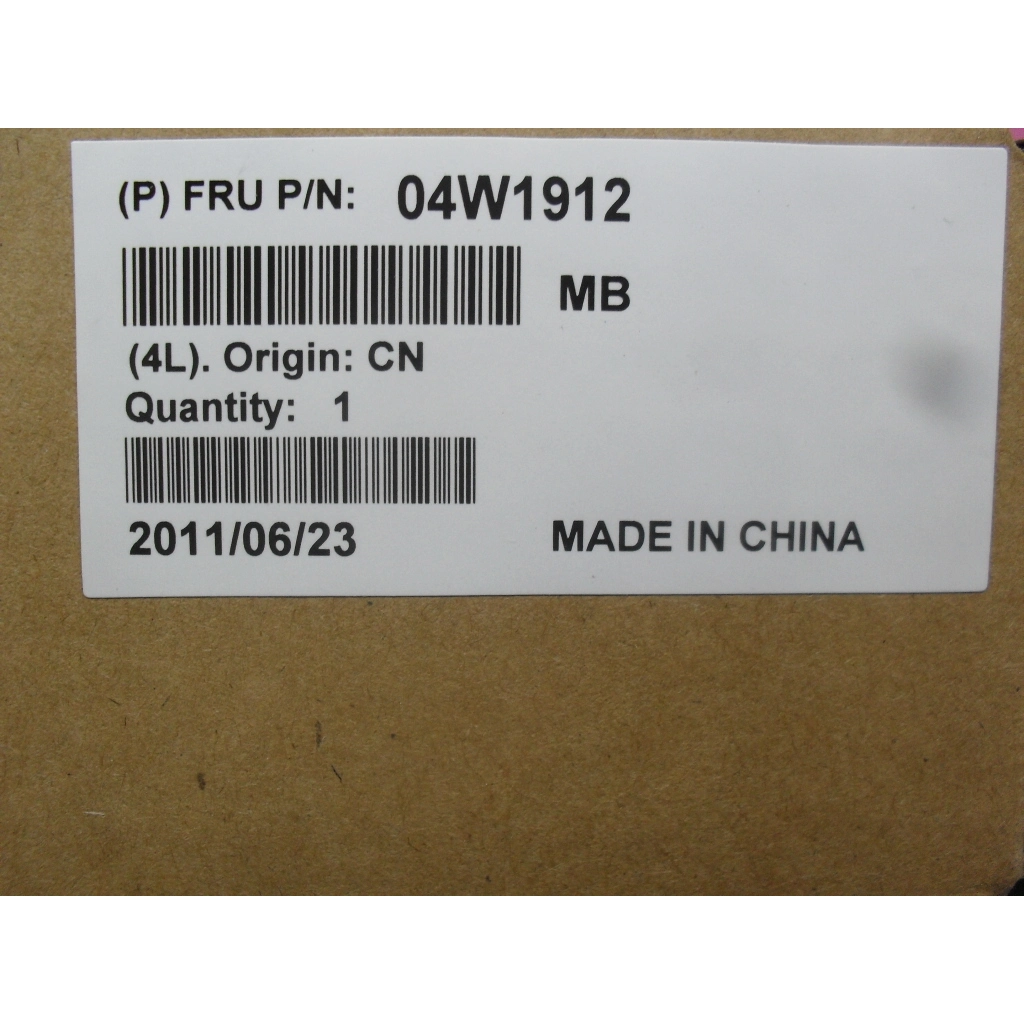 (P) FRU P/N: 04W1912
MB
(4L). Origin: CN
Quantity: 1
2011/06/23 MADE IN CHINA